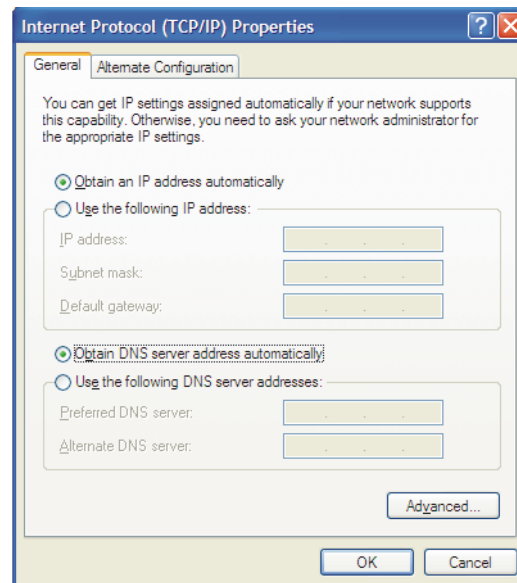 Internet Protocol (TCP/IP) Properties
General
Alternate Configuration
You can get IP settings assigned automatically if your network supports
this capability. Otherwise, you need to ask your network administrator for
the appropriate IP settings.
Obtain an IP address automatically
Use the following IP address:
IP address:
Subnet mask:
Default gateway:
Obtain DNS server address automatically
Use the following DNS server addresses:
Preferred DNS server:
Alternate DNS server:
Advanced...
OK
Cancel